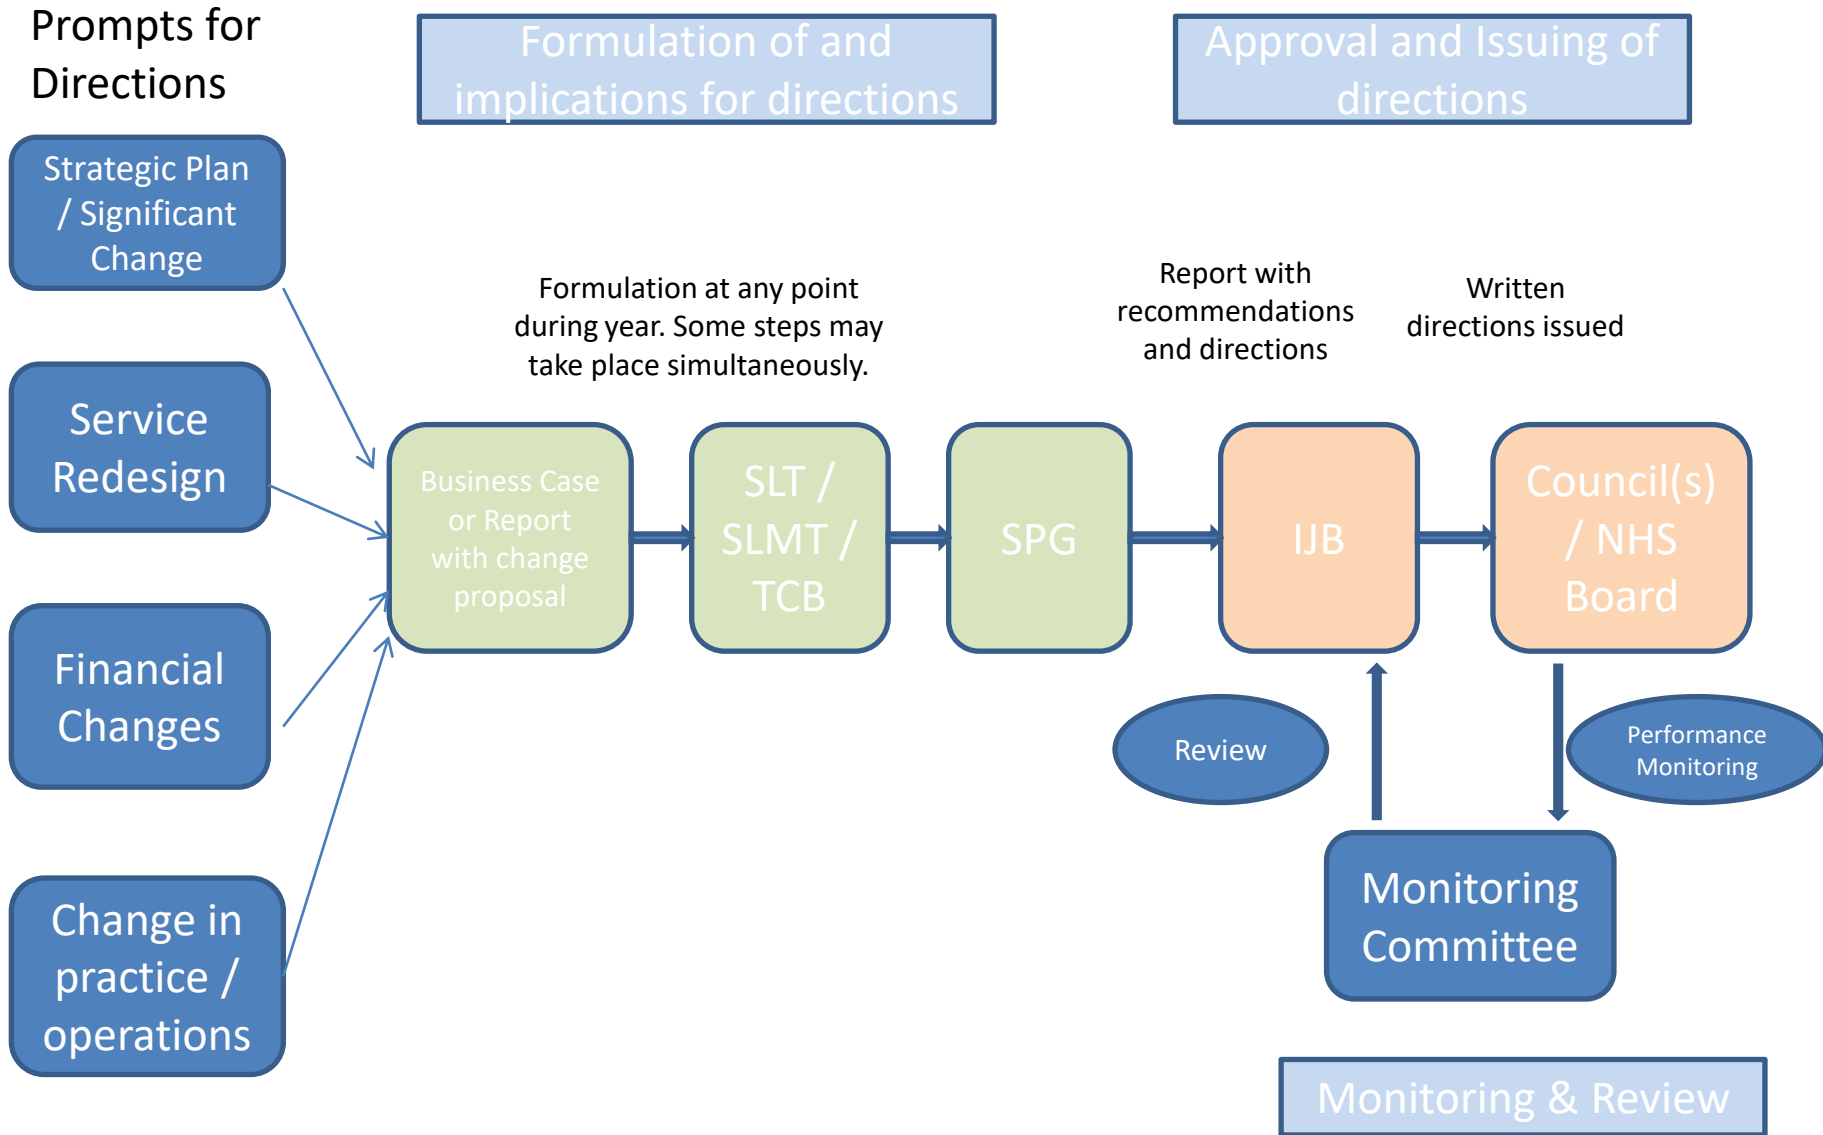 Prompts for
Directions
Formulation of and
implications for directions
Approval and Issuing of
directions
Strategic Plan
/ Significant
Change
Service
Redesign
Financial
Changes
Change in
practice /
operations
Formulation at any point
during year. Some steps may
take place simultaneously.
Report with
recommendations
and directions
Written
directions issued
Business Case
or Report
with change
proposal
SLT /
SLMT /
TCB
SPG
IJB
Council(s)
/ NHS
Board
Review
Performance
Monitoring
Monitoring
Committee
Monitoring & Review